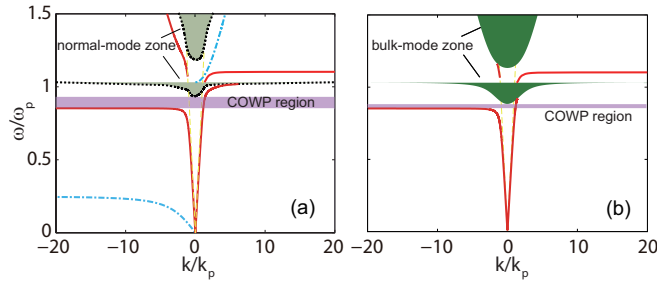 1.5
1
0.5
0
ω/ω_p
normal-mode zone
COWP region
(a)
−20
−10
0
10
20
k/k_p
bulk-mode zone
COWP region
(b)
−20
−10
0
10
20
k/k_p